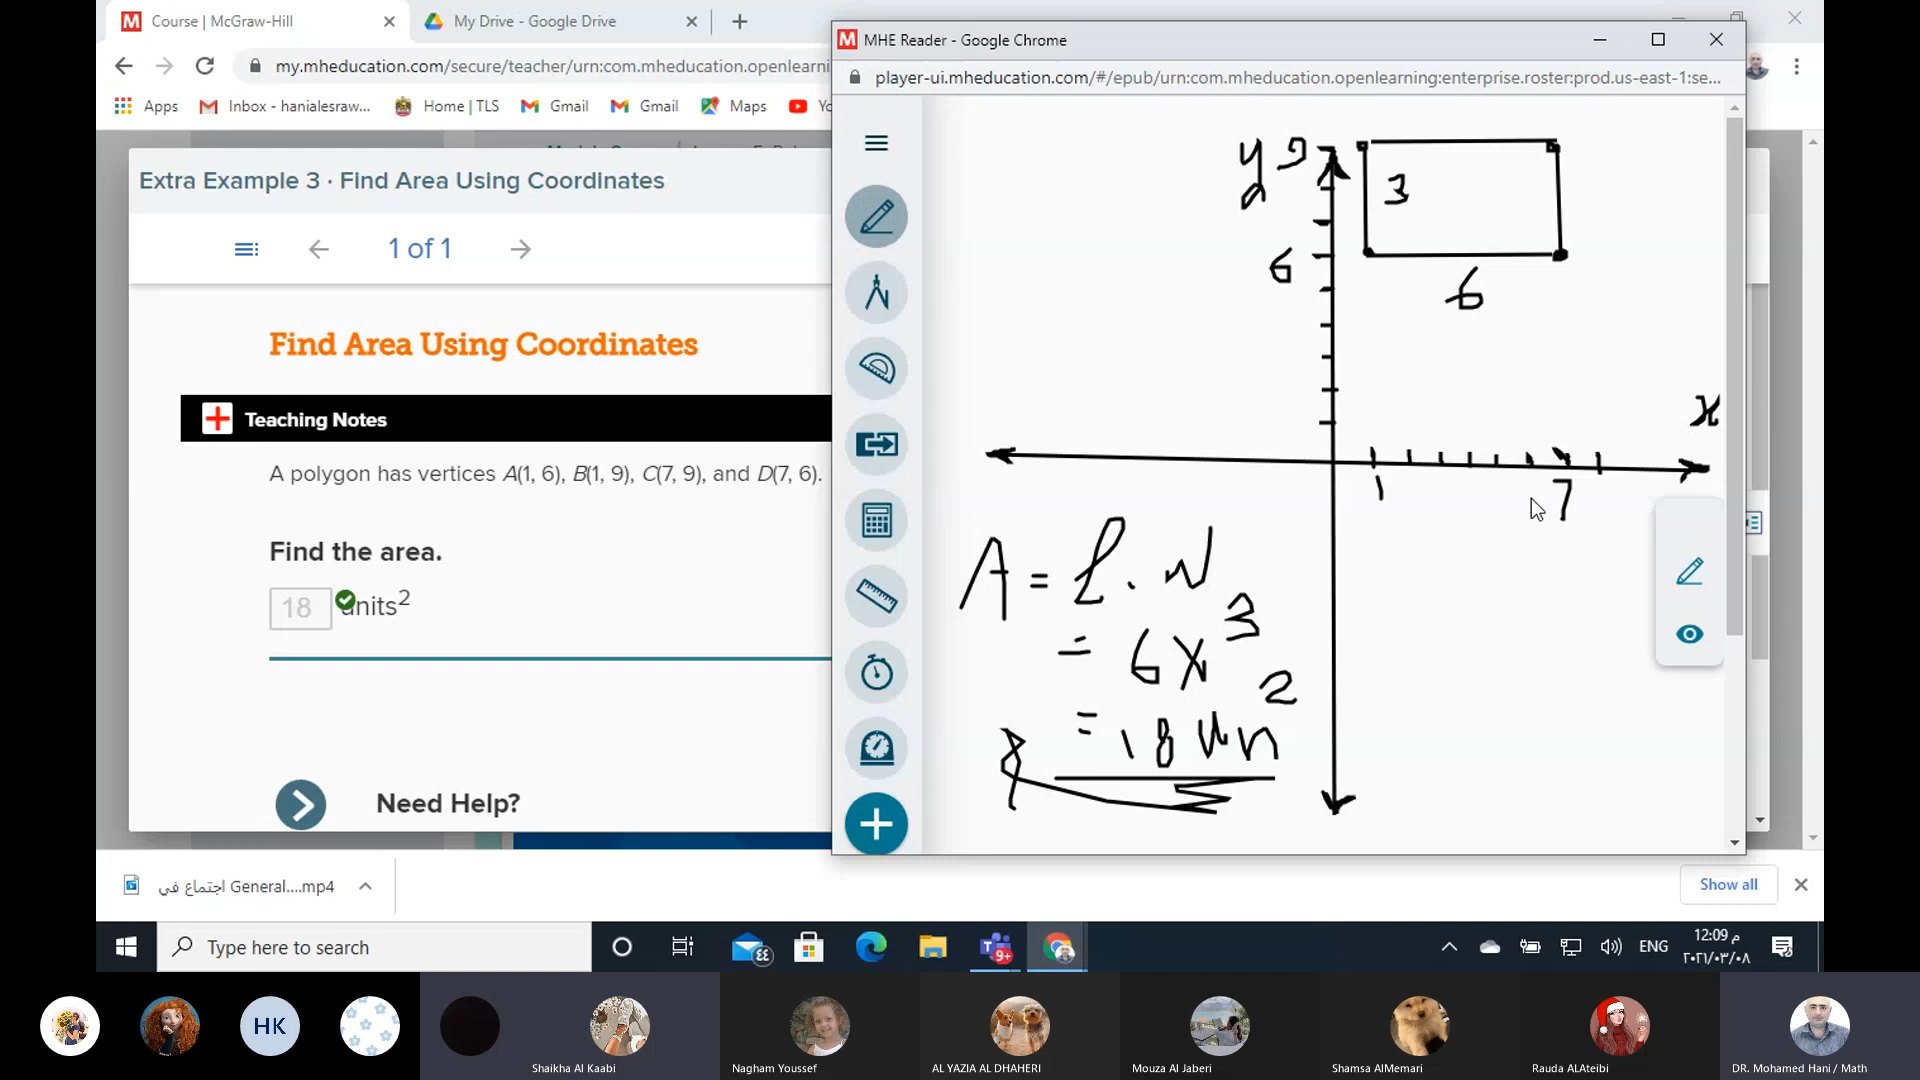 Course | McGraw-Hill
My Drive - Google Drive
my.mheducation.com/secure/teacher/urn:com.mheducation.openlearni
Apps
Inbox - hanialesraw...
Home | TLS
Gmail
Gmail
Maps
Extra Example 3 · Find Area Using Coordinates
1 of 1
Find Area Using Coordinates
Teaching Notes
A polygon has vertices A(1, 6), B(1, 9), C(7, 9), and D(7, 6).
Find the area.
18 units²
Need Help?
MHE Reader - Google Chrome
player-ui.mheducation.com/#/epub/urn:com.mheducation.openlearning:enterprise.roster:prod.us-east-1:se...
y 9
3
6
6
x
1
7
A = l . w
= 6 x 3
= 18 un²
اجتماع في General....mp4
Show all
Type here to search
٤٤
9+
ENG
12:09 م
٢٠٢١/٠٣/٠٨
HK
Shaikha Al Kaabi
Nagham Youssef
AL YAZIA AL DHAHERI
Mouza Al Jaberi
Shamsa AlMemari
Rauda ALAteibi
DR. Mohamed Hani / Math